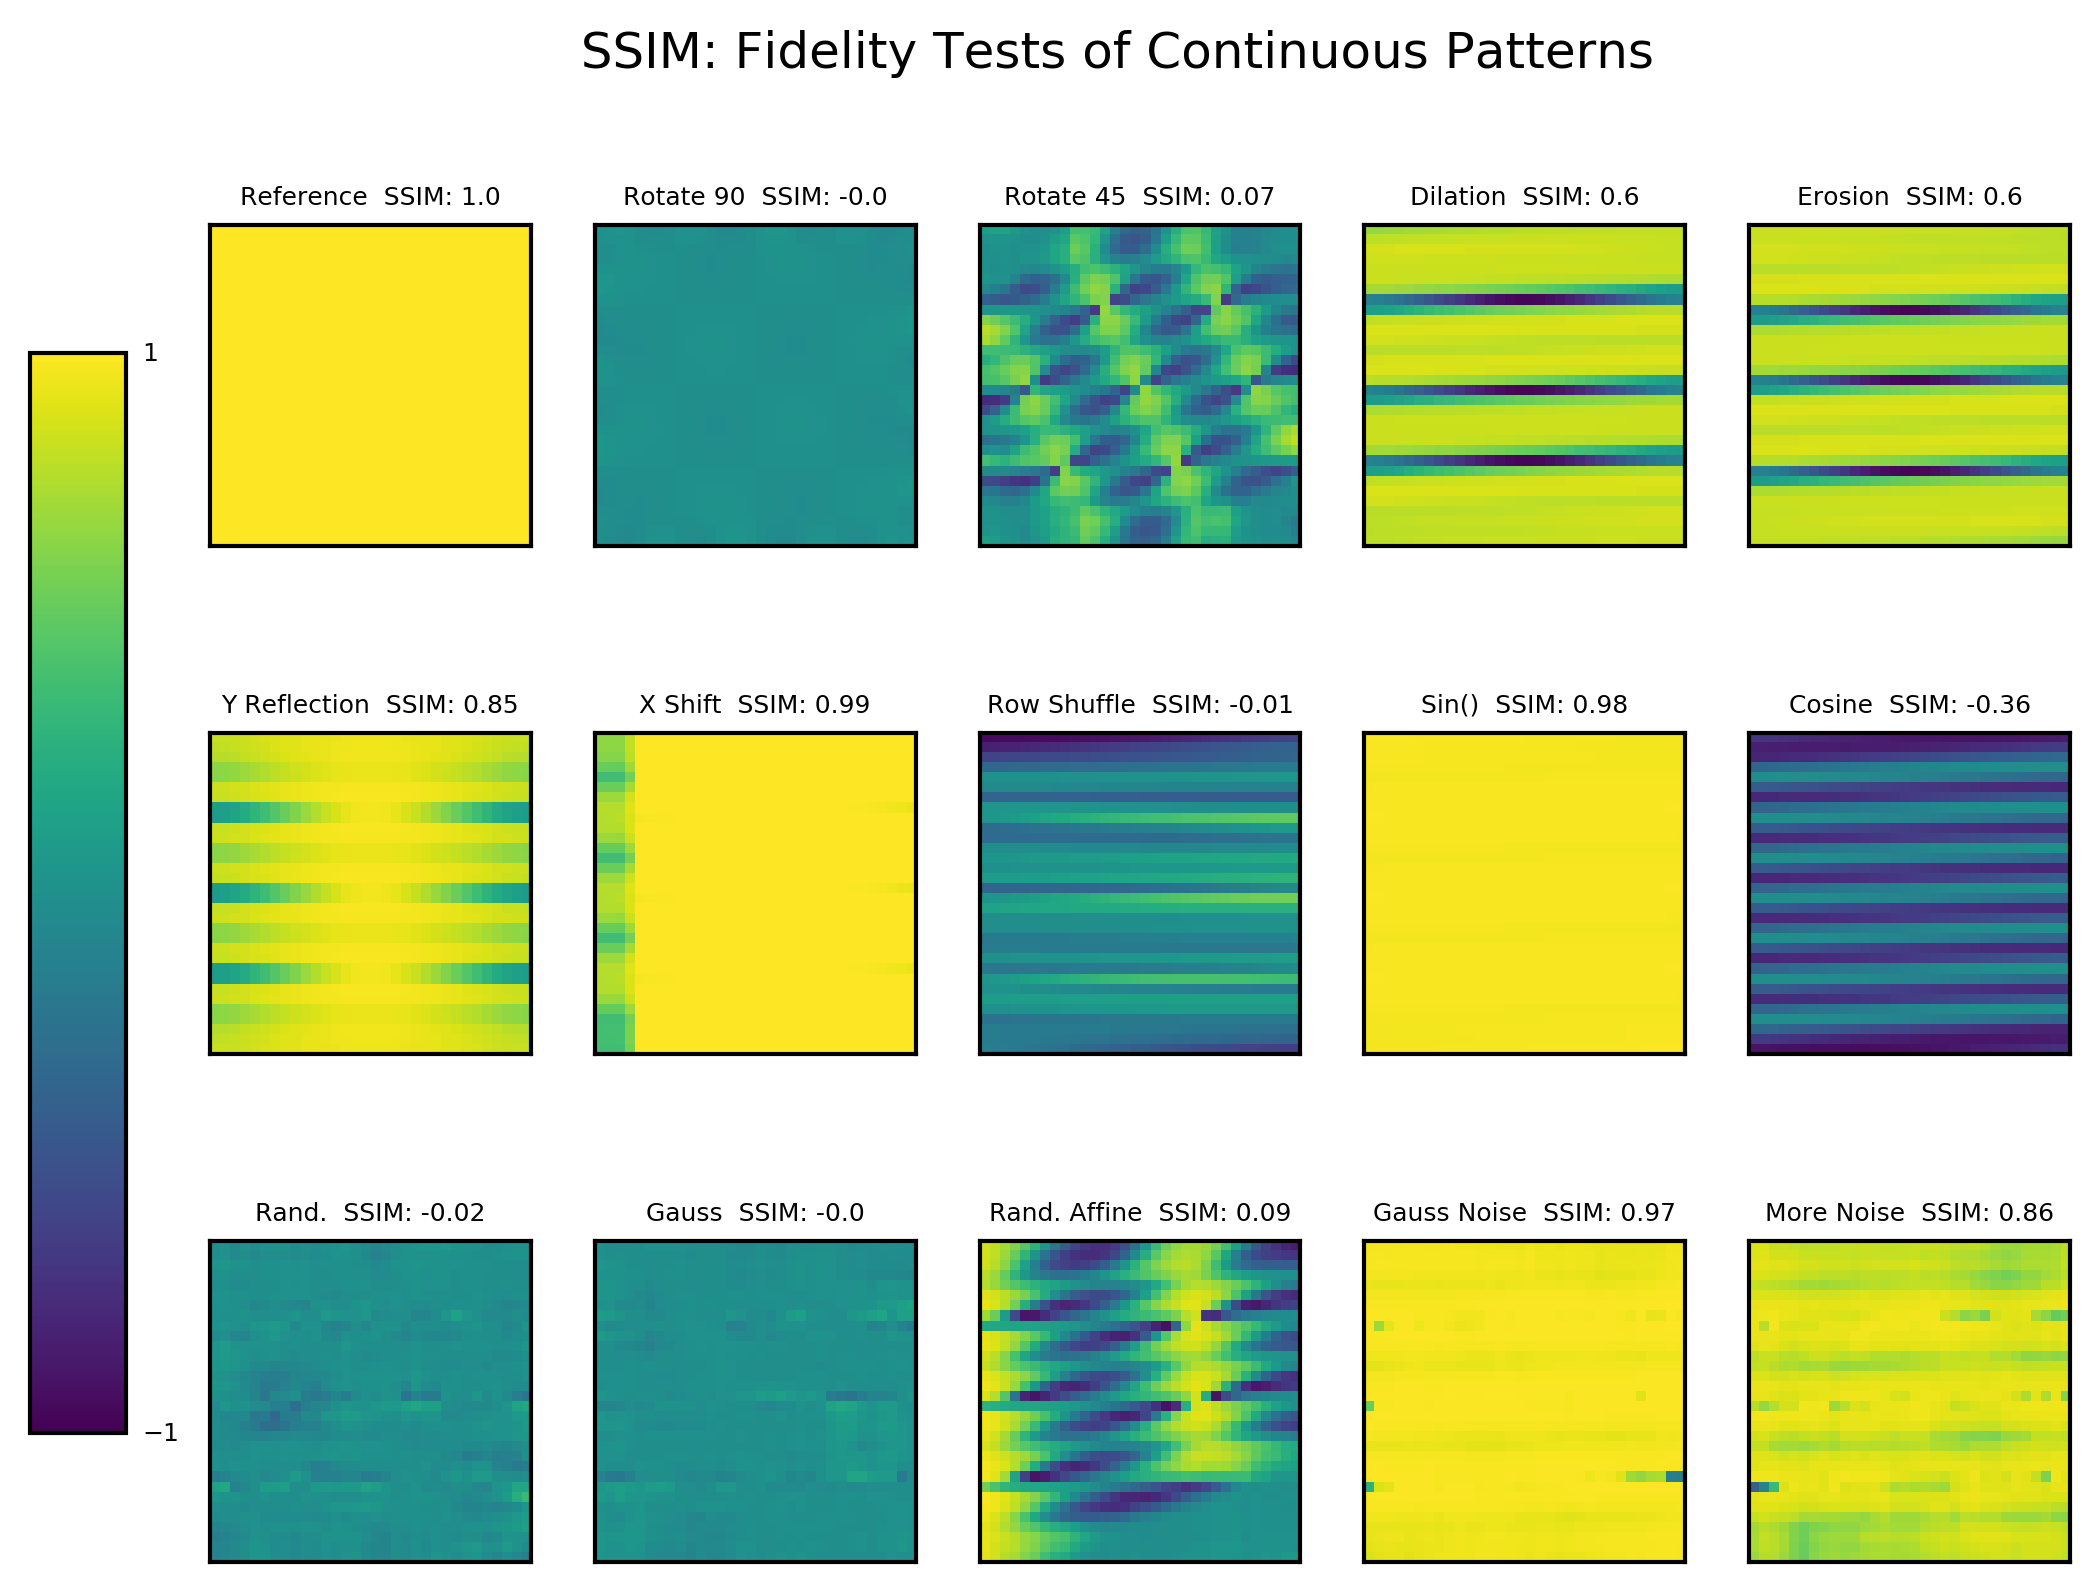 SSIM: Fidelity Tests of Continuous Patterns
Reference  SSIM: 1.0
Rotate 90  SSIM: -0.0
Rotate 45  SSIM: 0.07
Dilation  SSIM: 0.6
Erosion  SSIM: 0.6
1
−1
Y Reflection  SSIM: 0.85
X Shift  SSIM: 0.99
Row Shuffle  SSIM: -0.01
Sin()  SSIM: 0.98
Cosine  SSIM: -0.36
Rand.  SSIM: -0.02
Gauss  SSIM: -0.0
Rand. Affine  SSIM: 0.09
Gauss Noise  SSIM: 0.97
More Noise  SSIM: 0.86